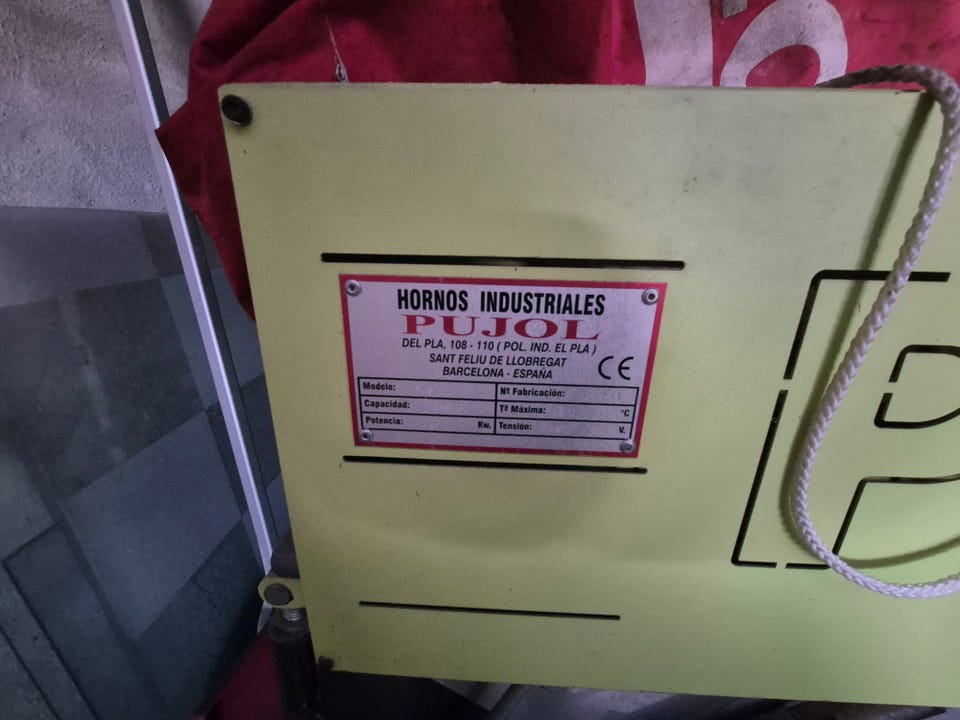 HORNOS INDUSTRIALES
PUJOL
DEL PLA, 108 - 110 ( POL. IND. EL PLA )
SANT FELIU DE LLOBREGAT
BARCELONA - ESPAÑA
CE
Modelo: Nº Fabricación:
Capacidad: Tª Máxima: °C
Potencia: Kw. Tensión: V.